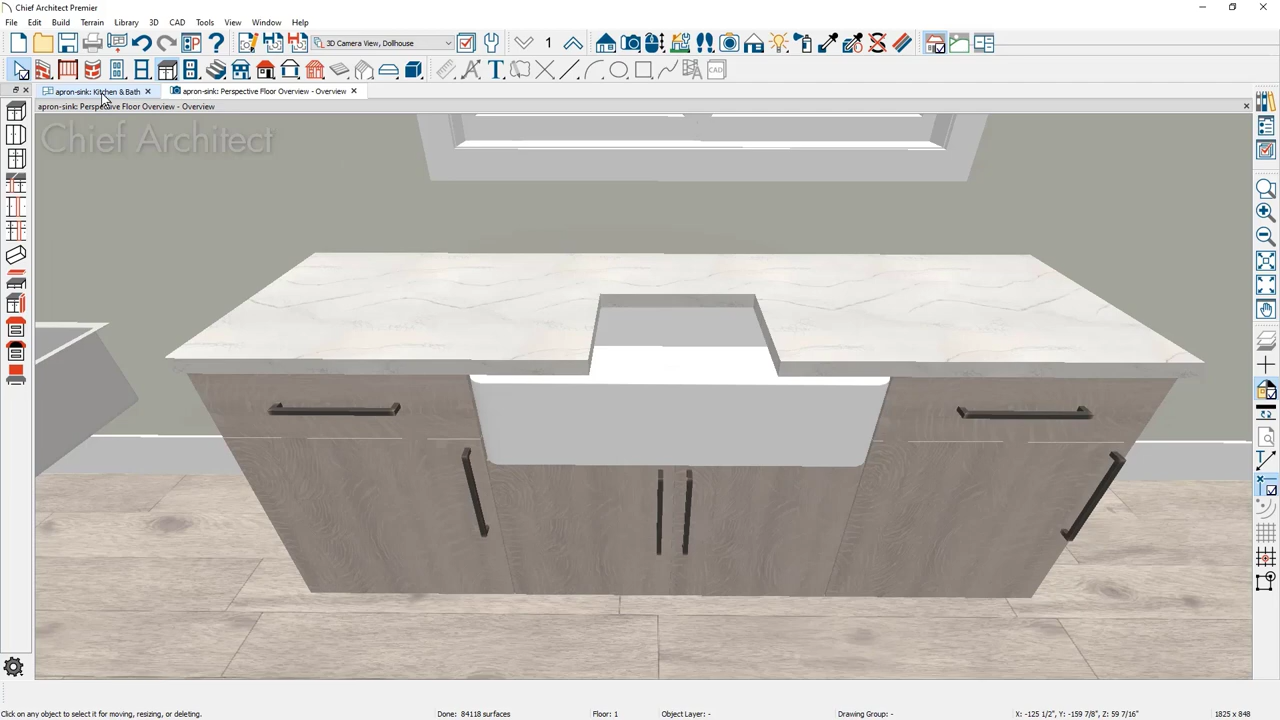 Chief Architect Premier
File Edit Build Terrain Library 3D CAD Tools View Window Help
1 3D Camera View, Dollhouse
CAD
apron-sink: Kitchen & Bath
apron-sink: Perspective Floor Overview - Overview
apron-sink: Perspective Floor Overview - Overview
Chief Architect
Click on any object to select it for moving, resizing, or deleting. Done: 84118 surfaces Floor: 1 Object Layer: - Drawing Group: - X: -125 1/2", Y: -159 7/8", Z: 59 7/16" 1825 x 848